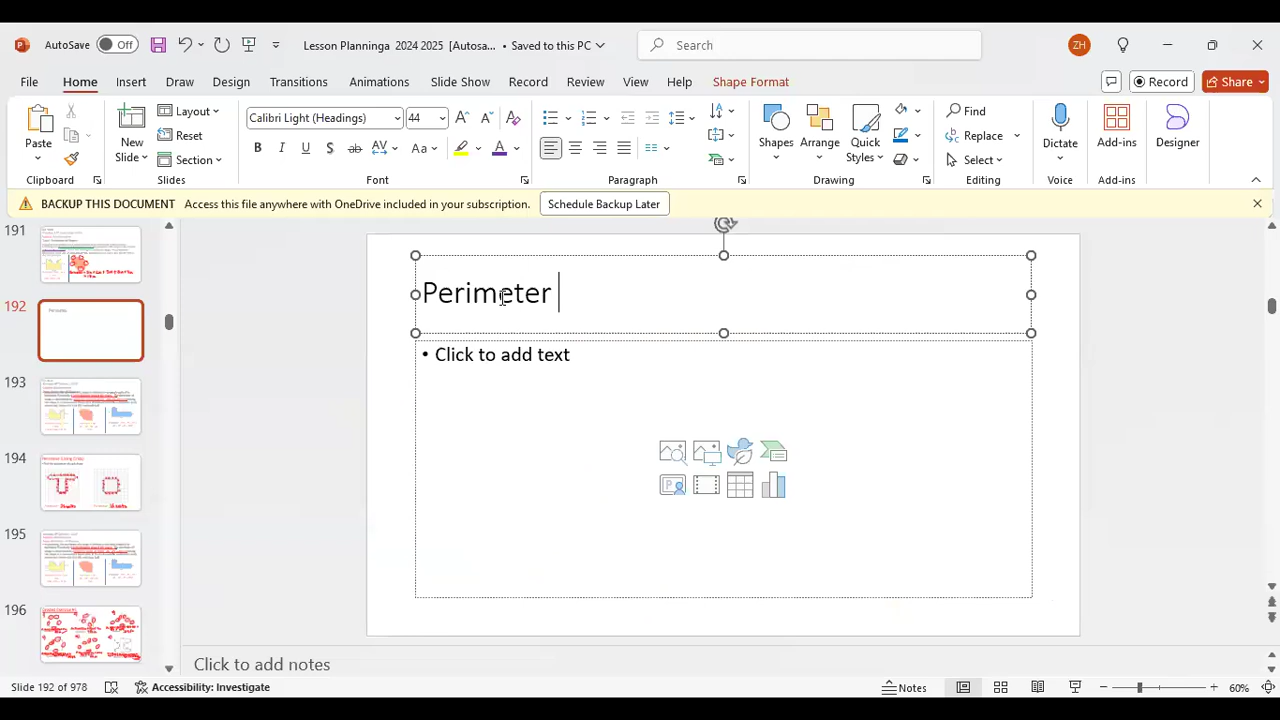 AutoSave Off Lesson Planninga 2024 2025 [Autosa... • Saved to this PC Search ZH
File Home Insert Draw Design Transitions Animations Slide Show Record Review View Help Shape Format Record Share
Paste New Slide Layout Reset Section Calibri Light (Headings) 44 Shapes Arrange Quick Styles Find Replace Select Dictate Add-ins Designer
Clipboard Slides Font Paragraph Drawing Editing Voice Add-ins
BACKUP THIS DOCUMENT Access this file anywhere with OneDrive included in your subscription. Schedule Backup Later
191
192
193
194
195
196
Perimeter
• Click to add text
Click to add notes
Slide 192 of 978 Accessibility: Investigate Notes 60%